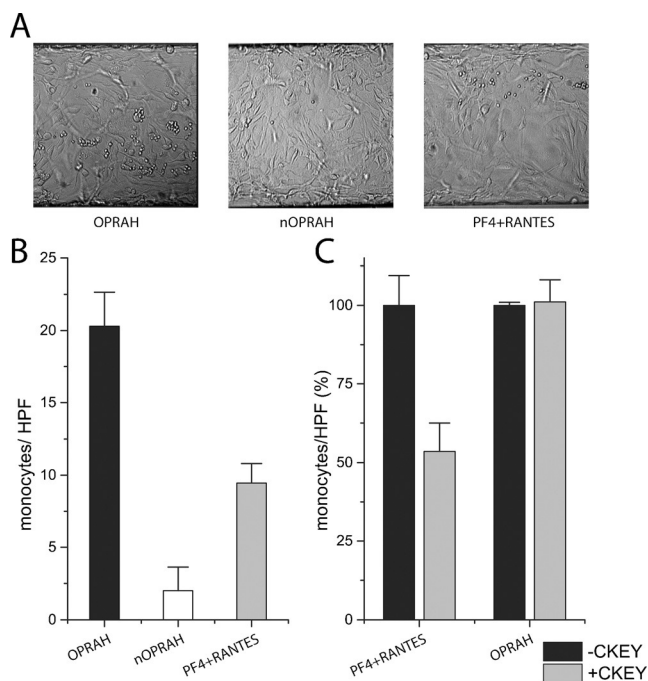 A
OPRAH nOPRAH PF4+RANTES
B
25
20
15
10
5
0
monocytes/ HPF
OPRAH nOPRAH PF4+RANTES
C
100
75
50
25
0
monocytes/HPF (%)
PF4+RANTES OPRAH
-CKEY
+CKEY